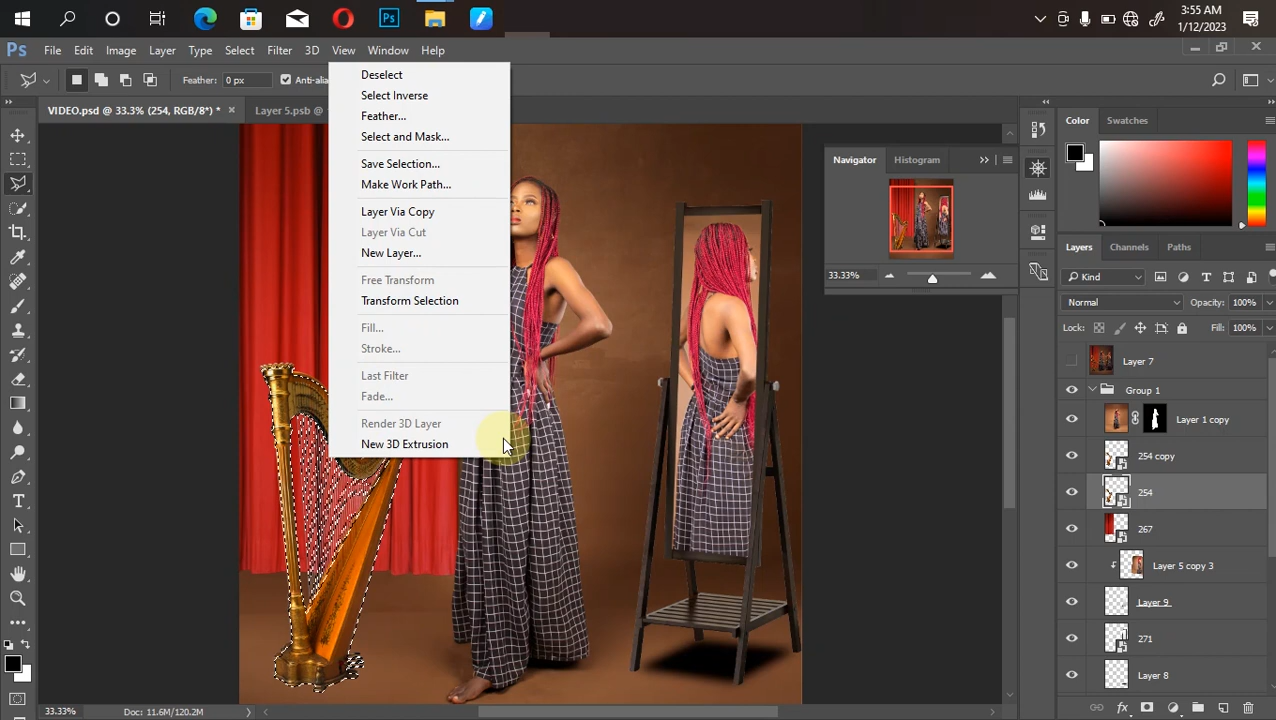 5:55 AM
1/12/2023
Ps
Ps File Edit Image Layer Type Select Filter 3D View Window Help
Feather: 0 px Anti-alia
VIDEO.psd @ 33.3% (254, RGB/8*) * Layer 5.psb @
Deselect
Select Inverse
Feather...
Select and Mask...
Save Selection...
Make Work Path...
Layer Via Copy
Layer Via Cut
New Layer...
Free Transform
Transform Selection
Fill...
Stroke...
Last Filter
Fade...
Render 3D Layer
New 3D Extrusion
Navigator Histogram
33.33%
Color Swatches
Layers Channels Paths
Normal Opacity: 100%
Lock: Fill: 100%
Layer 7
Group 1
Layer 1 copy
254 copy
254
267
Layer 5 copy 3
Layer 9
271
Layer 8
33.33% Doc: 11.6M/120.2M